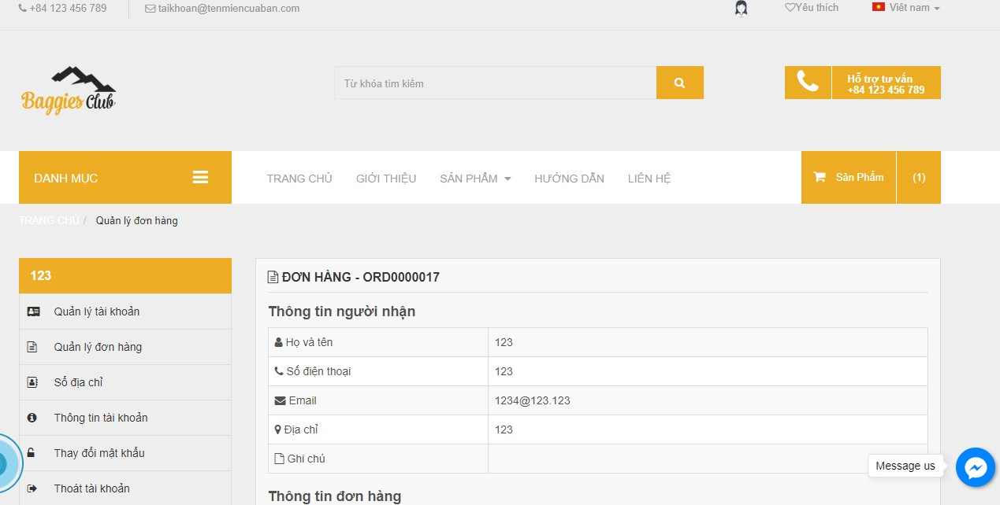 +84 123 456 789
taikhoan@tenmiencuaban.com
Yêu thích
Việt nam
Baggies Club
Từ khóa tìm kiếm
Hỗ trợ tư vấn
+84 123 456 789
DANH MỤC
TRANG CHỦ
GIỚI THIỆU
SẢN PHẨM
HƯỚNG DẪN
LIÊN HỆ
Sản Phẩm
(1)
TRANG CHỦ / Quản lý đơn hàng
123
Quản lý tài khoản
Quản lý đơn hàng
Sổ địa chỉ
Thông tin tài khoản
Thay đổi mật khẩu
Thoát tài khoản
ĐƠN HÀNG - ORD0000017
Thông tin người nhận
Họ và tên 123
Số điện thoại 123
Email 1234@123.123
Địa chỉ 123
Ghi chú
Message us
Thông tin đơn hàng